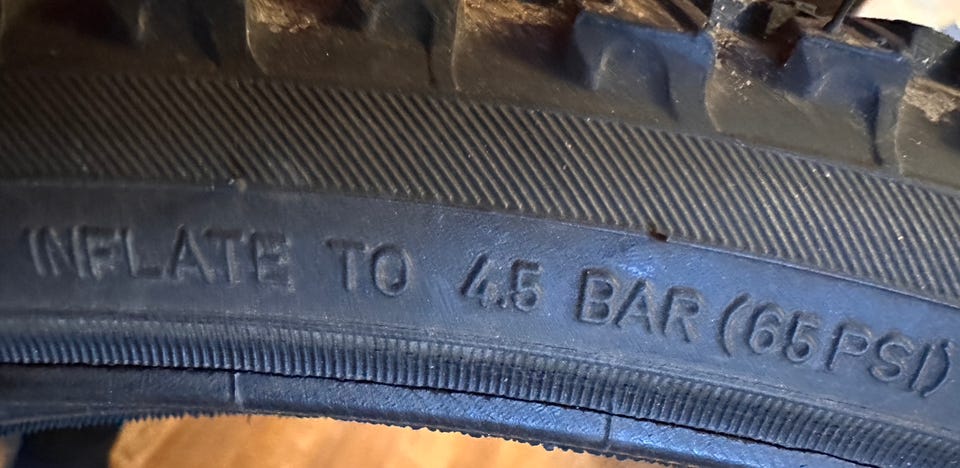 INFLATE TO 4.5 BAR (65 PSI)